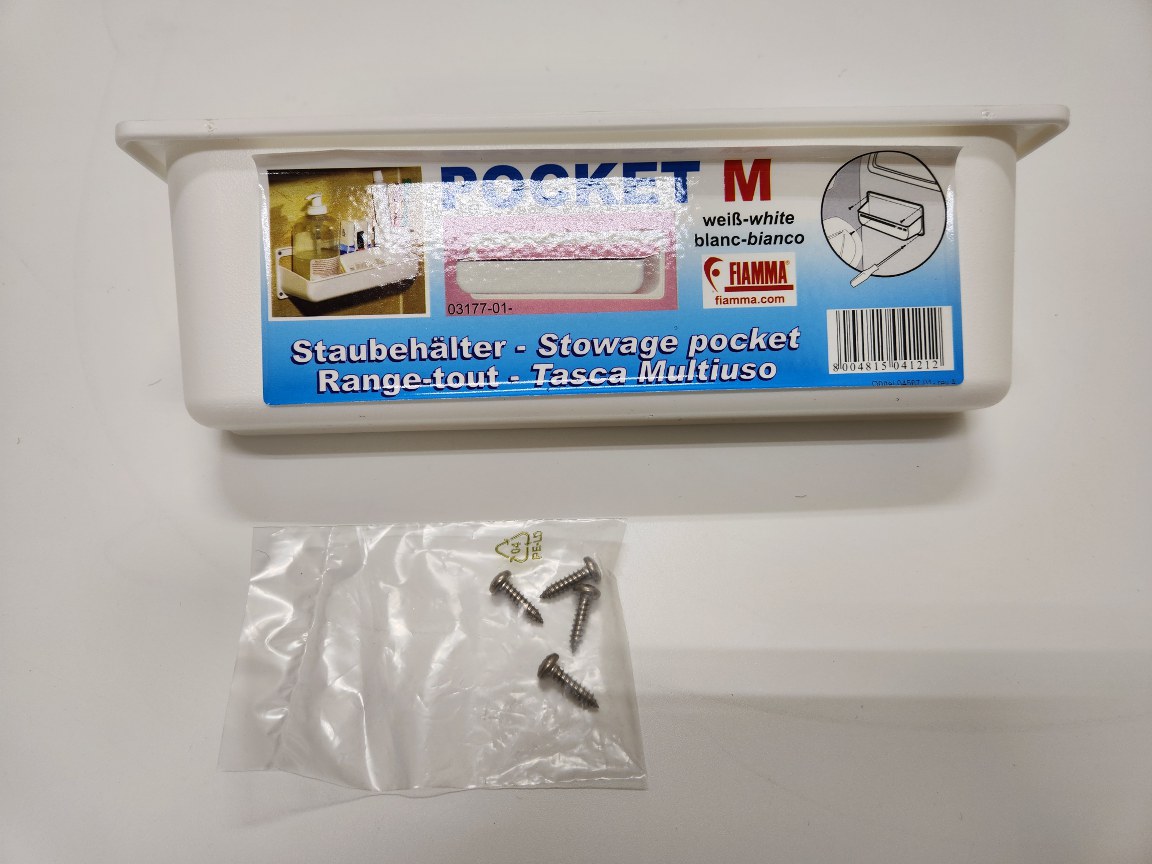 POCKET M
weiß-white
blanc-bianco
FIAMMA®
fiamma.com
03177-01-
Staubehälter - Stowage pocket
Range-tout - Tasca Multiuso
8 004815 041212
04
PE-LD